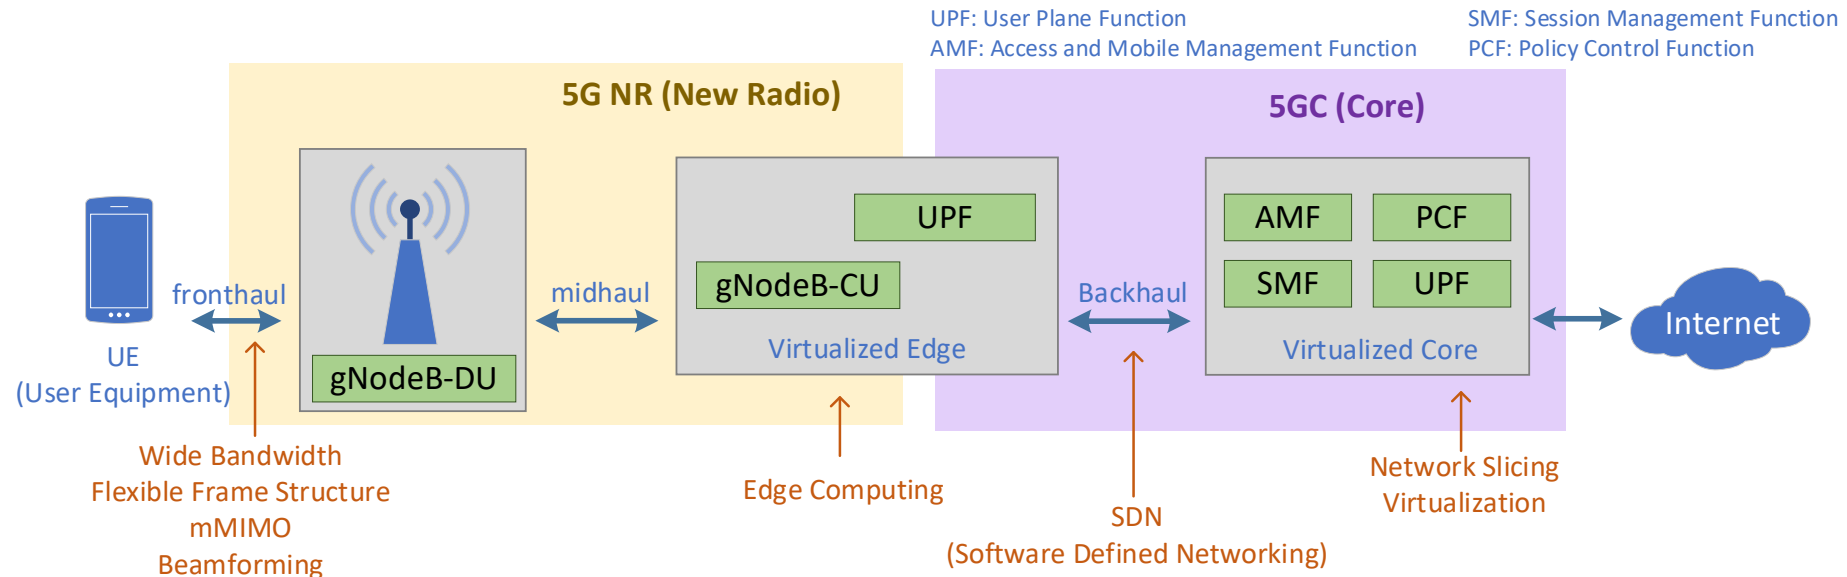 UPF: User Plane Function
SMF: Session Management Function
AMF: Access and Mobile Management Function
PCF: Policy Control Function
5G NR (New Radio)
5GC (Core)
UPF
AMF
PCF
fronthaul
midhaul
gNodeB-CU
Backhaul
SMF
UPF
Internet
UE
(User Equipment)
gNodeB-DU
Virtualized Edge
Virtualized Core
Wide Bandwidth
Flexible Frame Structure
mMIMO
Beamforming
Edge Computing
SDN
(Software Defined Networking)
Network Slicing
Virtualization